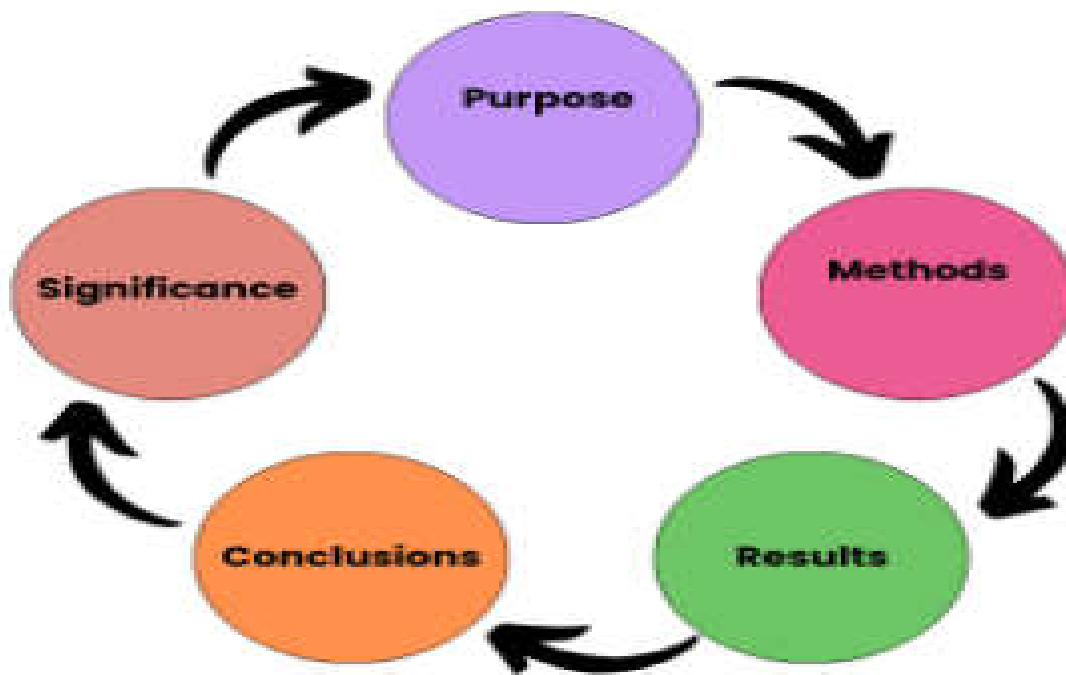 Purpose
Methods
Results
Conclusions
Significance